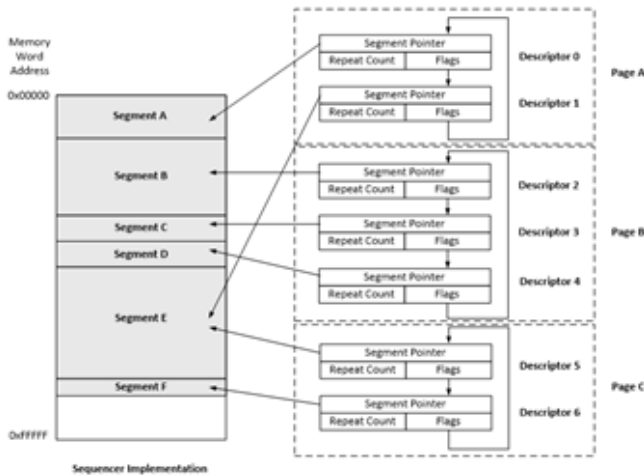 Memory
Word
Address
0x00000
Segment A
Segment B
Segment C
Segment D
Segment E
Segment F
0xFFFFF
Sequencer Implementation
Segment Pointer
Repeat Count Flags
Descriptor 0
Segment Pointer
Repeat Count Flags
Descriptor 1
Page A
Segment Pointer
Repeat Count Flags
Descriptor 2
Segment Pointer
Repeat Count Flags
Descriptor 3
Segment Pointer
Repeat Count Flags
Descriptor 4
Page B
Segment Pointer
Repeat Count Flags
Descriptor 5
Segment Pointer
Repeat Count Flags
Descriptor 6
Page C